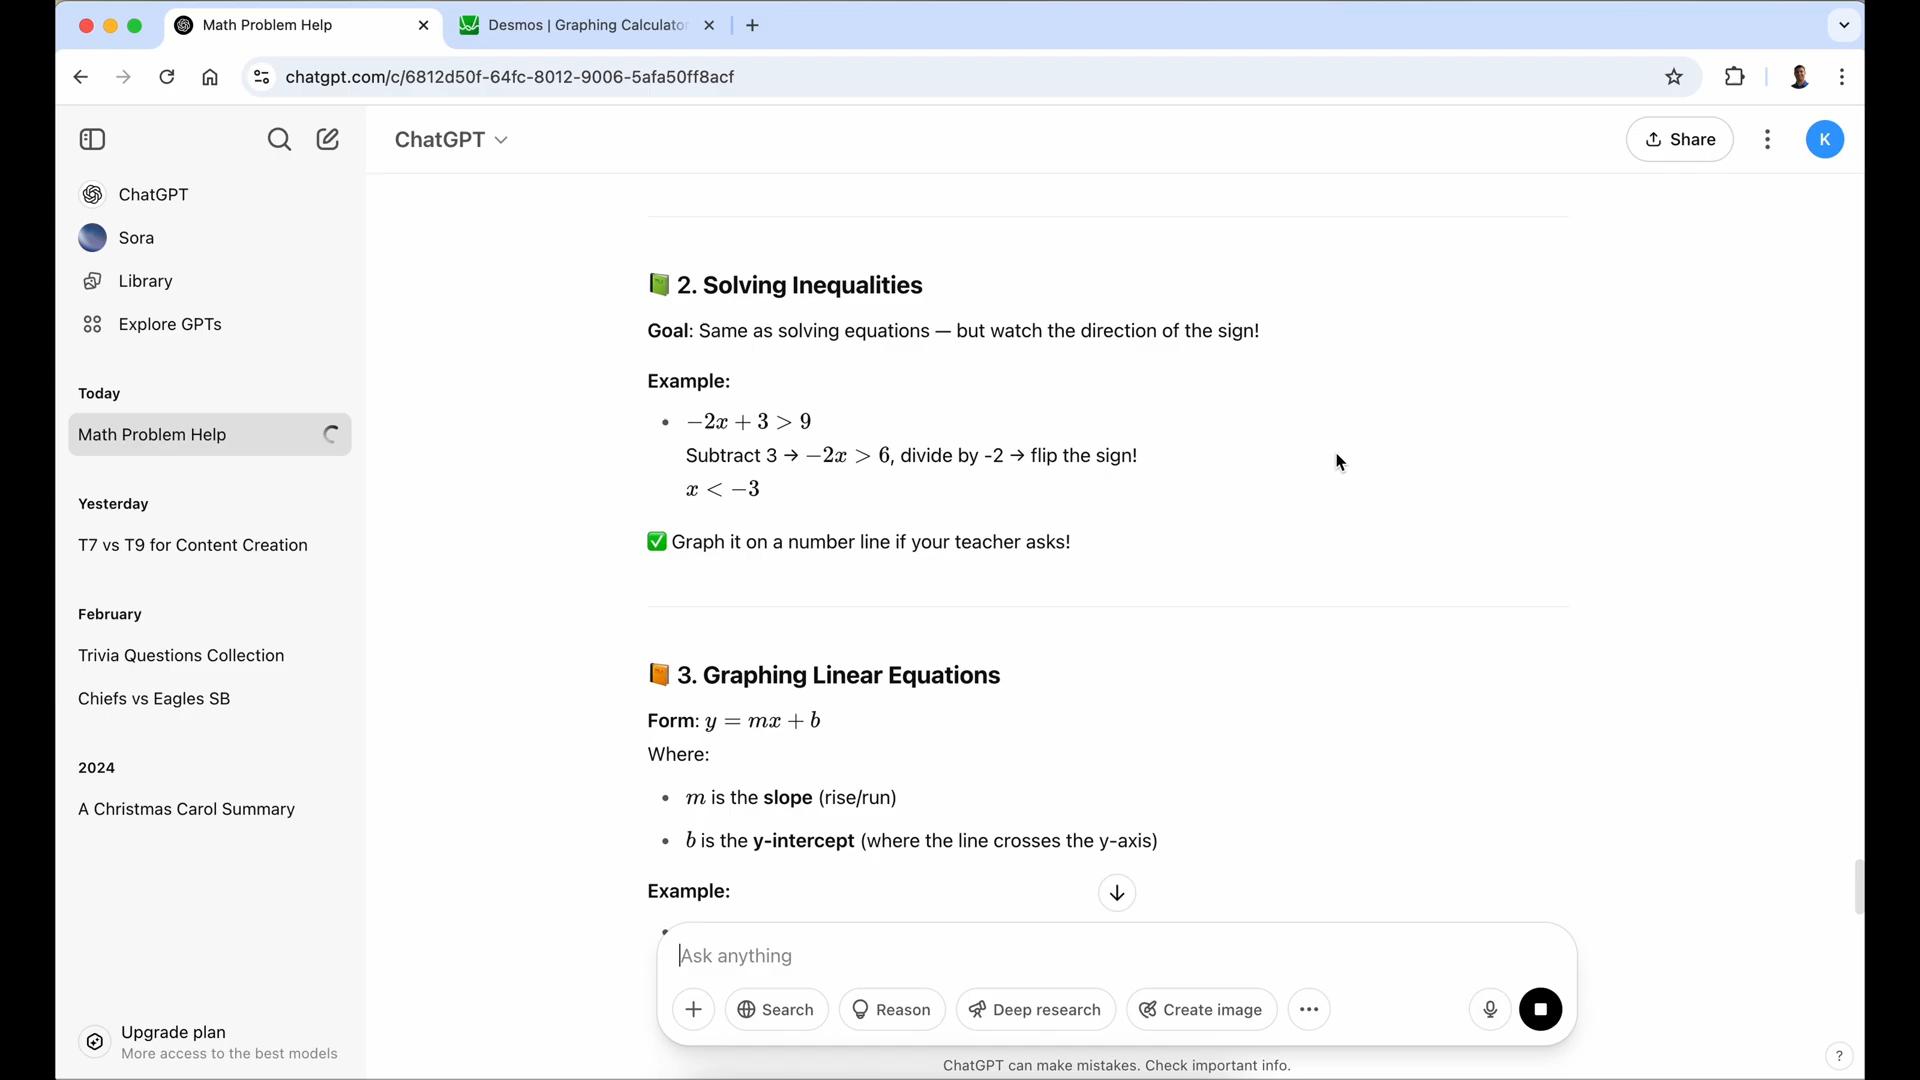 Math Problem Help
Desmos | Graphing Calculator
chatgpt.com/c/6812d50f-64fc-8012-9006-5afa50ff8acf
ChatGPT
Share
K
ChatGPT
Sora
Library
Explore GPTs
Today
Math Problem Help
Yesterday
T7 vs T9 for Content Creation
February
Trivia Questions Collection
Chiefs vs Eagles SB
2024
A Christmas Carol Summary
Upgrade plan
More access to the best models
📗 2. Solving Inequalities
Goal: Same as solving equations — but watch the direction of the sign!
Example:
• −2x + 3 > 9
Subtract 3 → −2x > 6, divide by -2 → flip the sign!
x < −3
✅ Graph it on a number line if your teacher asks!
📙 3. Graphing Linear Equations
Form: y = mx + b
Where:
• m is the slope (rise/run)
• b is the y-intercept (where the line crosses the y-axis)
Example:
Ask anything
Search
Reason
Deep research
Create image
ChatGPT can make mistakes. Check important info.
?